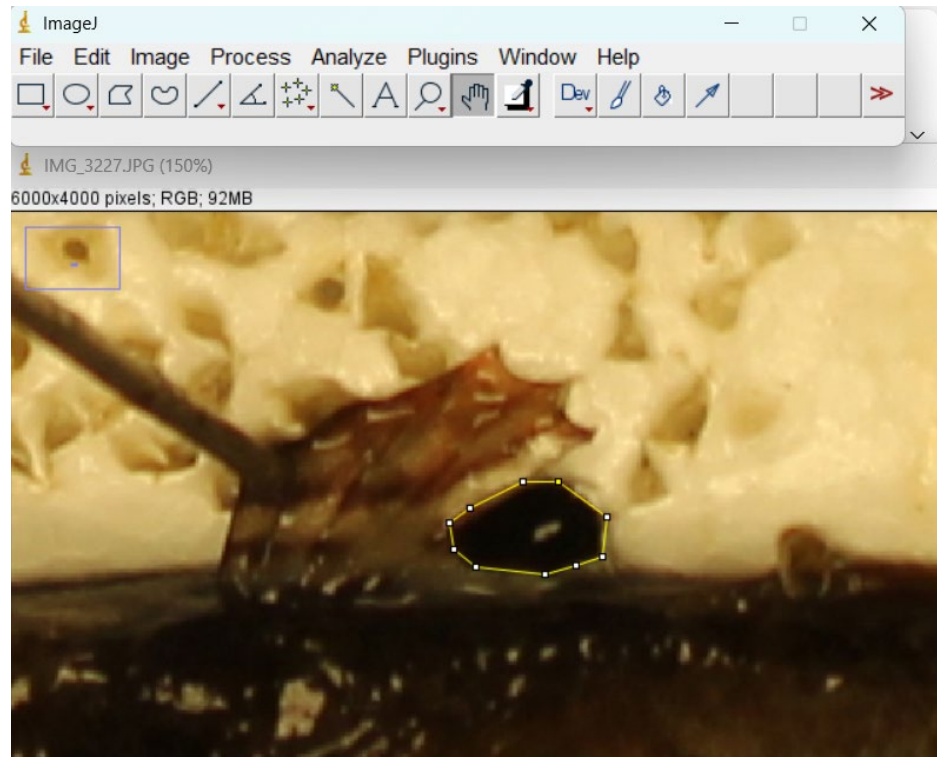 ImageJ
File Edit Image Process Analyze Plugins Window Help
A Dev >>
IMG_3227.JPG (150%)
6000x4000 pixels; RGB; 92MB